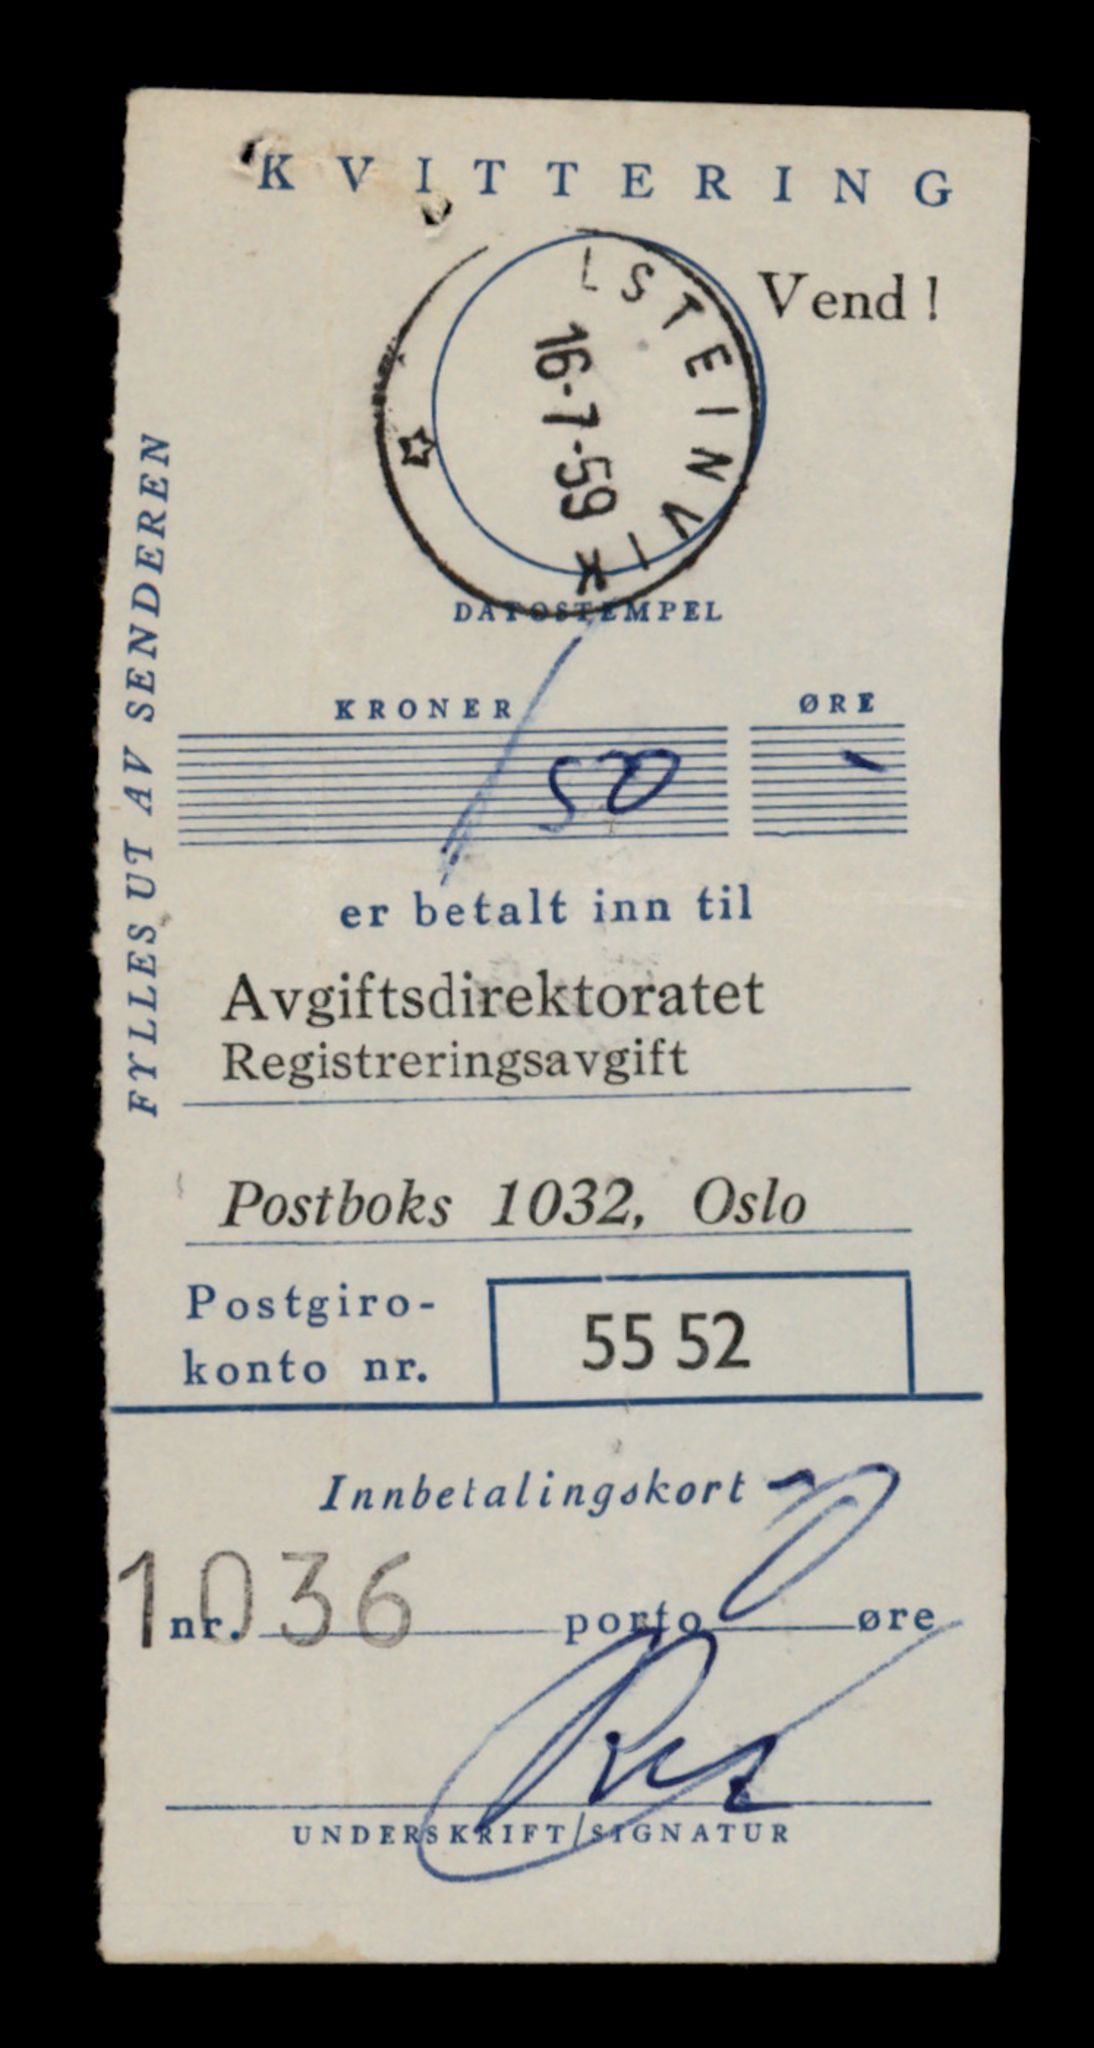 KVITTERING
Vend !
LSTEINVIK
16-7-59
DATOSTEMPEL
FYLLES UT AV SENDEREN
KRONER ØRE
50 -
er betalt inn til
Avgiftsdirektoratet
Registreringsavgift
Postboks 1032, Oslo
Postgiro-
konto nr.
55 52
Innbetalingskort
nr. 1036 porto øre
UNDERSKRIFT/SIGNATUR